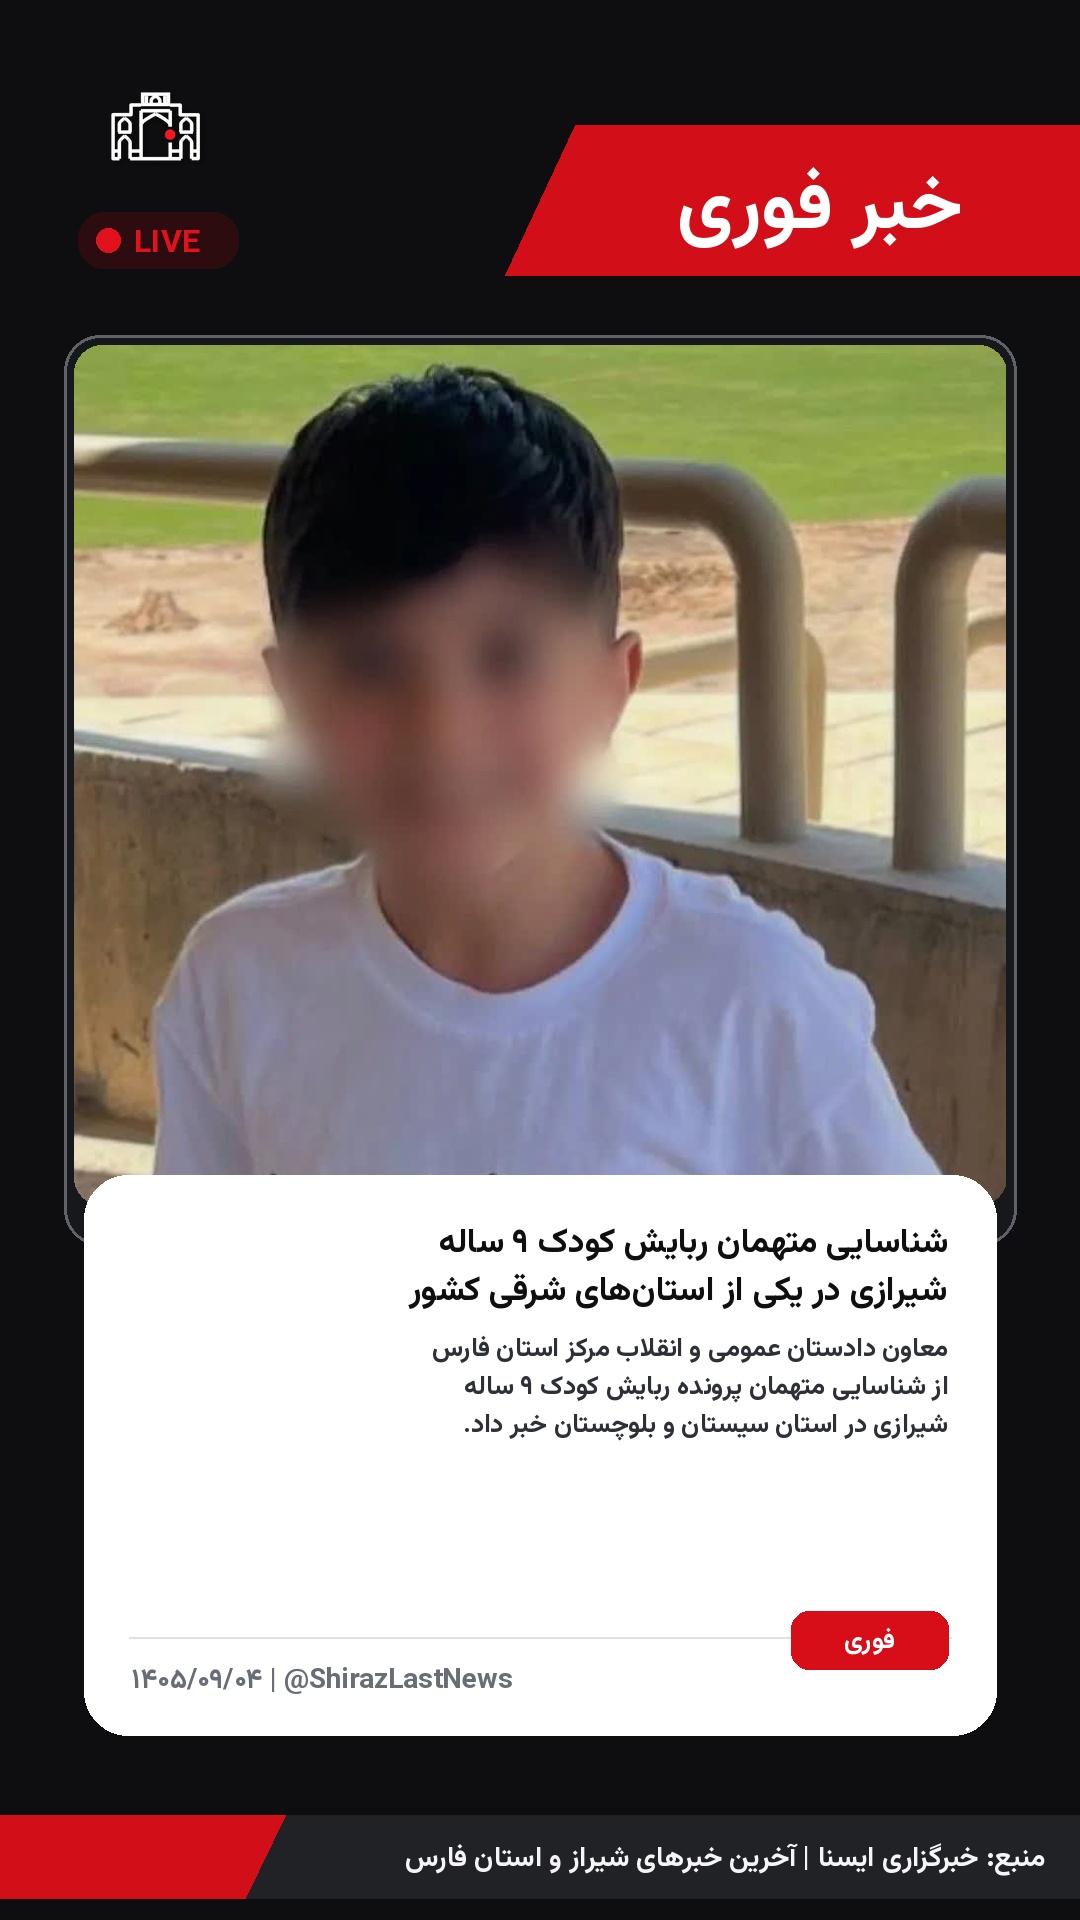 خبر فوری
LIVE
شناسایی متهمان ربایش کودک ۹ ساله
شیرازی در یکی از استان‌های شرقی کشور
معاون دادستان عمومی و انقلاب مرکز استان فارس
از شناسایی متهمان پرونده ربایش کودک ۹ ساله
شیرازی در استان سیستان و بلوچستان خبر داد.
فوری
۱۴۰۵/۰۹/۰۴ | @ShirazLastNews
منبع: خبرگزاری ایسنا | آخرین خبرهای شیراز و استان فارس